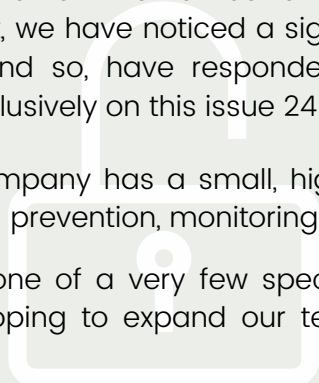 , we have noticed a sig
nd so, have responde
lusively on this issue 24
mpany has a small, hig
prevention, monitoring
one of a very few spec
ping to expand our te